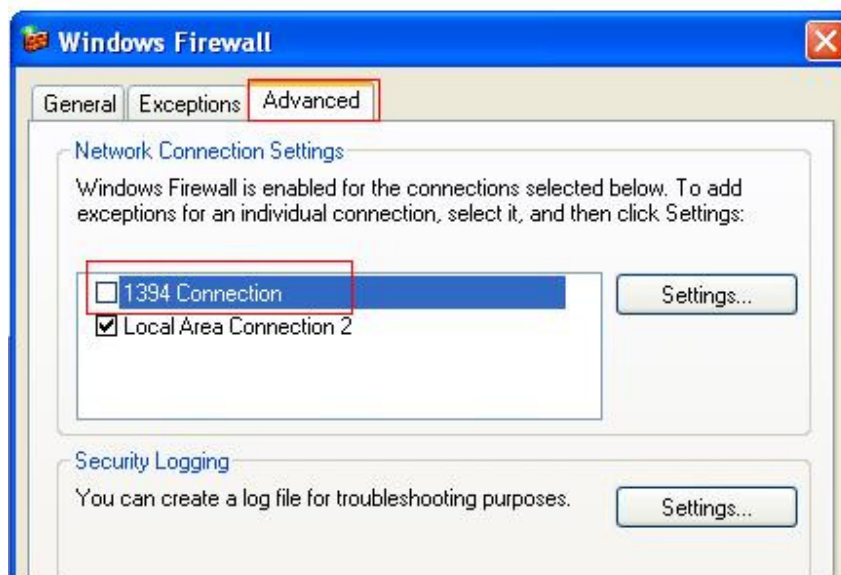 Windows Firewall
General Exceptions Advanced
Network Connection Settings
Windows Firewall is enabled for the connections selected below. To add
exceptions for an individual connection, select it, and then click Settings:
1394 Connection
Settings...
Local Area Connection 2
Security Logging
You can create a log file for troubleshooting purposes.
Settings...